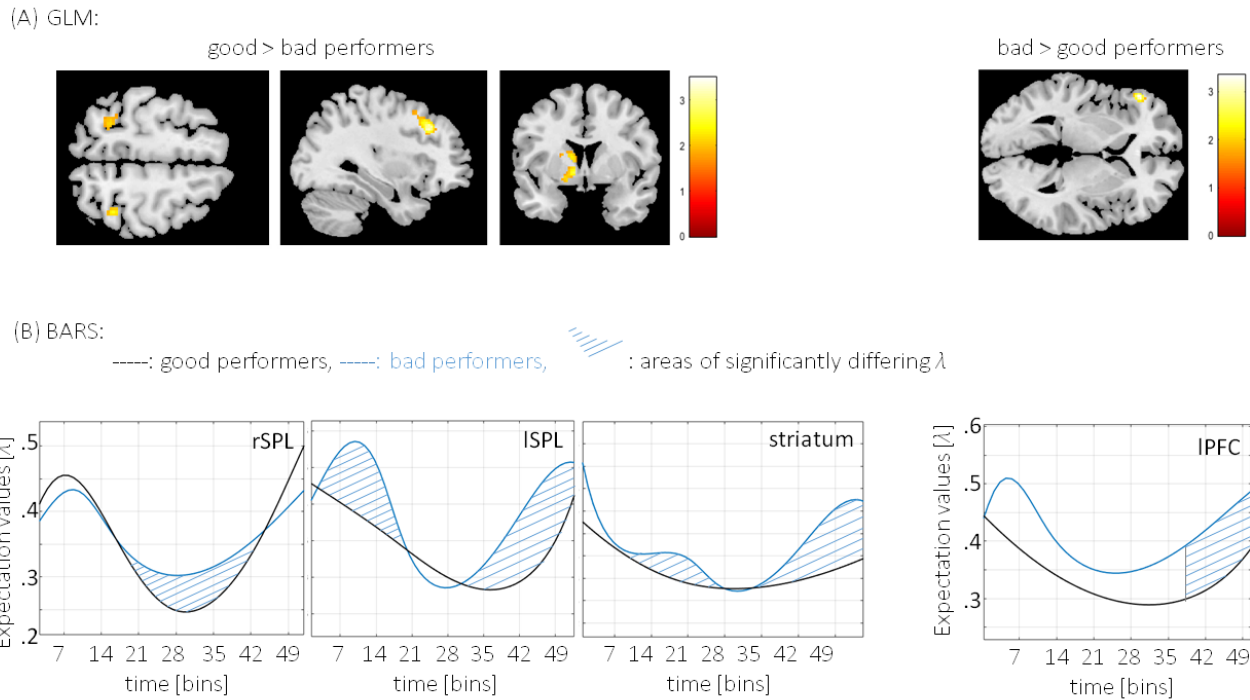 (A) GLM:
good > bad performers
bad > good performers
3
2
1
0
3
2
1
0
(B) BARS:
-----: good performers, -----: bad performers, : areas of significantly differing λ
Expectation values [λ]
.5
.4
.3
.2
rSPL
lSPL
striatum
7 14 21 28 35 49
7 14 21 28 35 42 49
7 14 21 28 35 42 49
time [bins]
time [bins]
time [bins]
Expectation values [λ]
.6
.5
.4
.3
lPFC
7 14 21 28 35 42 49
time [bins]